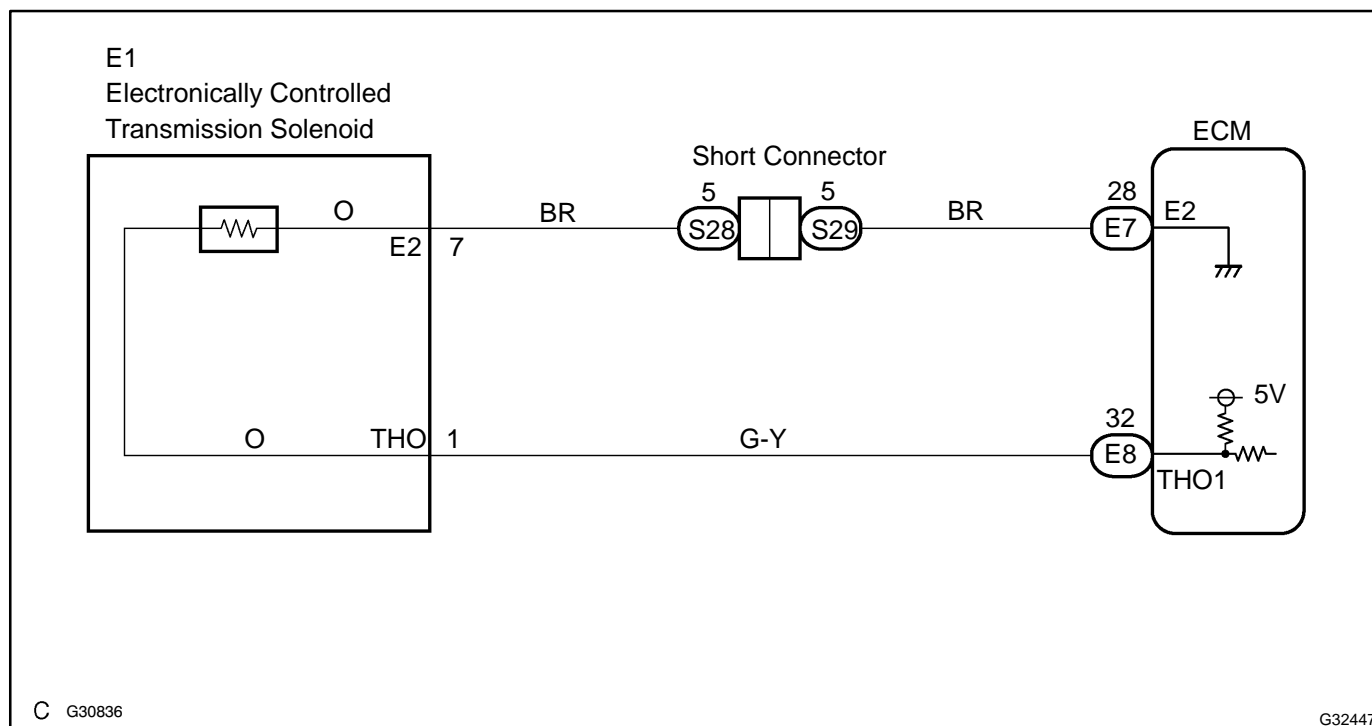 E1
Electronically Controlled
Transmission Solenoid
ECM
Short Connector
5 5 28
O BR S28 S29 BR E7 E2
E2 7
5V
32
O THO 1 G-Y E8
THO1
C G30836
G32447